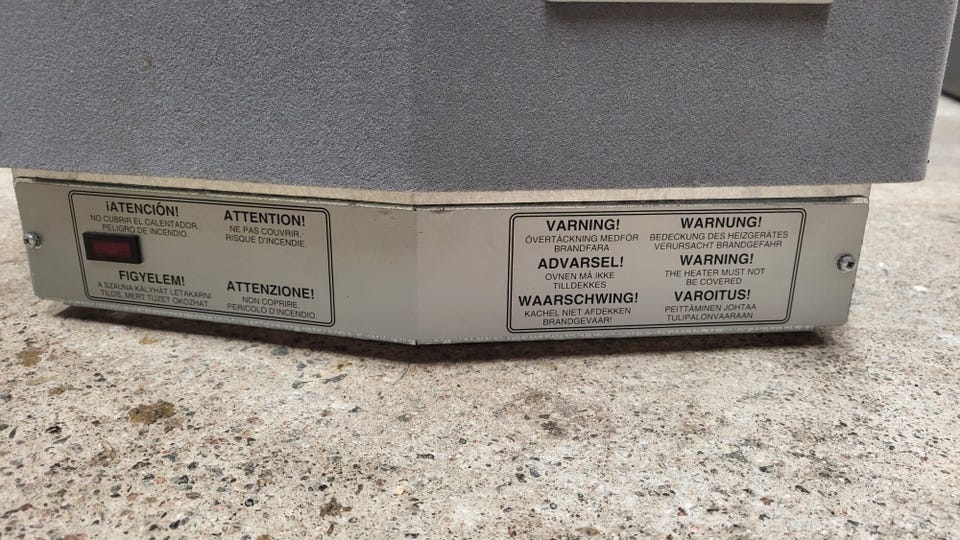 ¡ATENCIÓN!
NO CUBRIR EL CALENTADOR.
PELIGRO DE INCENDIO.
ATTENTION!
NE PAS COUVRIR.
RISQUE D'INCENDIE.
FIGYELEM!
A SZAUNA KÁLYHÁT LETAKARNI
TILOS, MERT TÜZET OKOZHAT.
ATTENZIONE!
NON COPRIRE
PERICOLO D'INCENDIO.
VARNING!
ÖVERTÄCKNING MEDFÖR
BRANDFARA
ADVARSEL!
OVNEN MÅ IKKE
TILLDEKKES
WAARSCHWING!
KACHEL NIET AFDEKKEN
BRANDGEVAAR!
WARNUNG!
BEDECKUNG DES HEIZGERÄTES
VERURSACHT BRANDGEFAHR
WARNING!
THE HEATER MUST NOT
BE COVERED
VAROITUS!
PEITTÄMINEN JOHTAA
TULIPALONVAARAAN